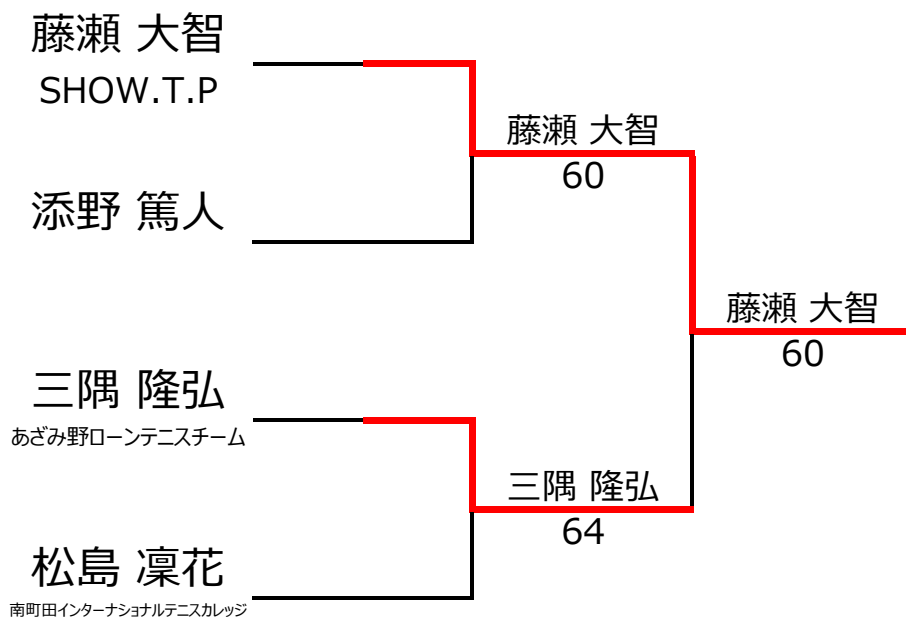 藤瀬 大智
SHOW.T.P
藤瀬 大智
60
添野 篤人
藤瀬 大智
60
三隅 隆弘
あざみ野ローンテニスチーム
三隅 隆弘
64
松島 凜花
南町田インターナショナルテニスカレッジ